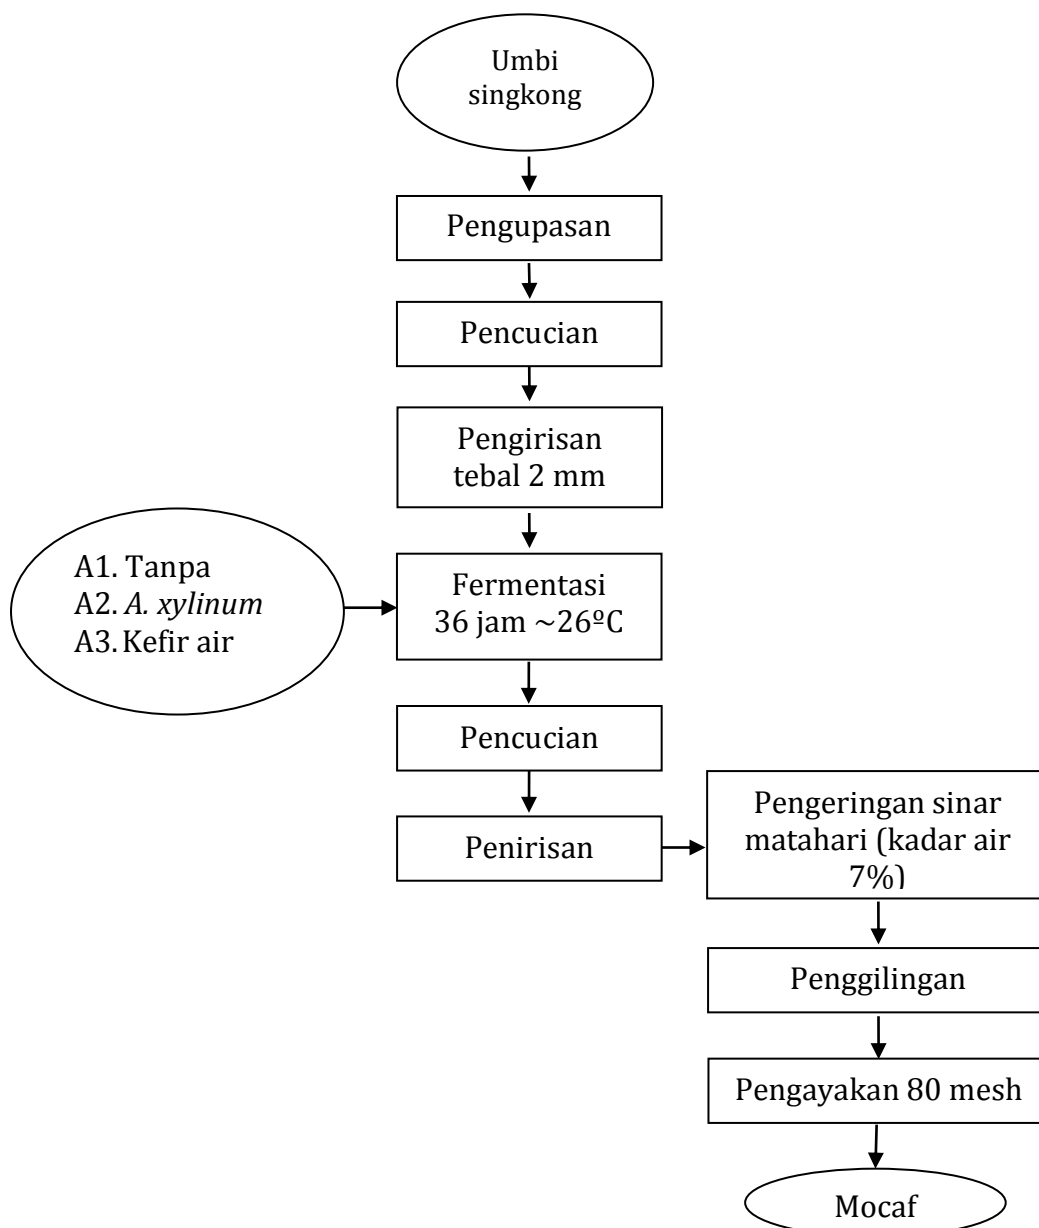 Umbi
singkong
Pengupasan
Pencucian
Pengirisan
tebal 2 mm
A1. Tanpa
A2. A. xylinum
A3. Kefir air
Fermentasi
36 jam ~26ºC
Pencucian
Penirisan
Pengeringan sinar
matahari (kadar air
7%)
Penggilingan
Pengayakan 80 mesh
Mocaf